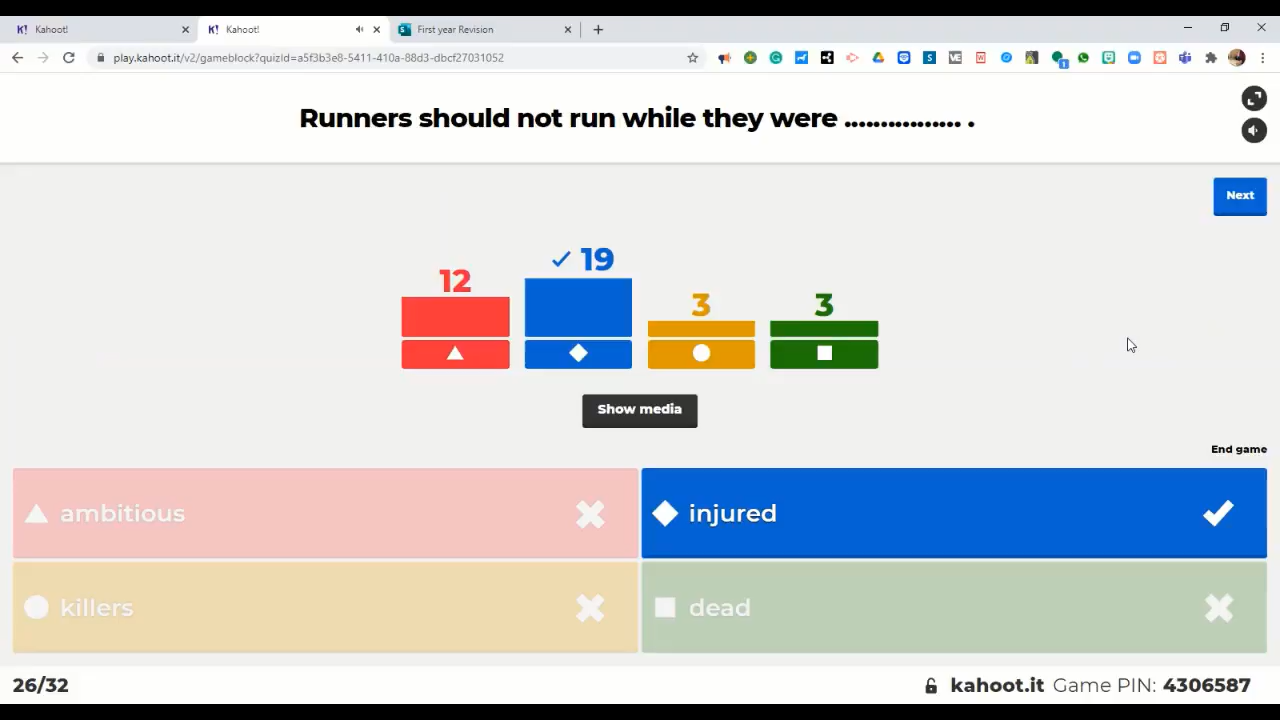 K! Kahoot!
K! Kahoot!
S First year Revision
play.kahoot.it/v2/gameblock?quizId=a5f3b3e8-5411-410a-88d3-dbcf27031052
Runners should not run while they were ................ .
Next
12
19
3
3
Show media
End game
ambitious
injured
killers
dead
26/32
kahoot.it Game PIN: 4306587